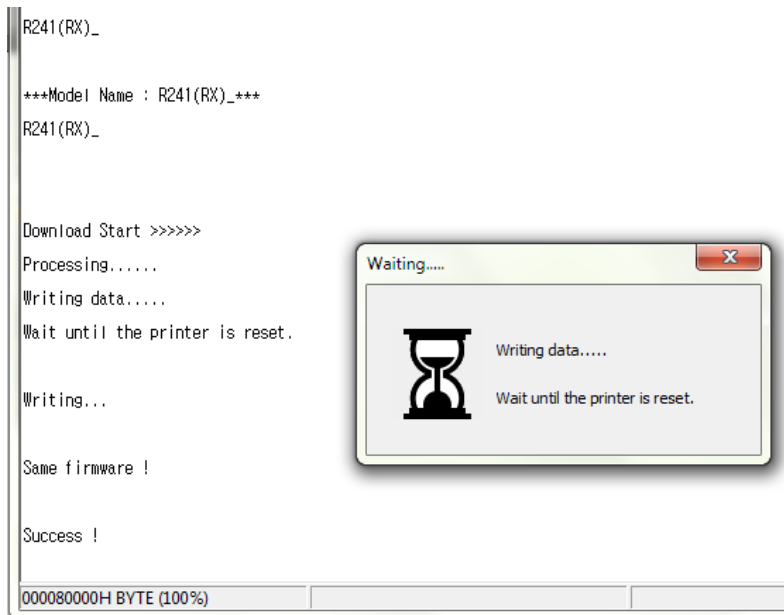 R241(RX)_
***Model Name : R241(RX)_***
R241(RX)_
Download Start >>>>>>
Processing......
Writing data.....
Wait until the printer is reset.
Writing...
Same firmware !
Success !
000080000H BYTE (100%)
Waiting.....
Writing data.....
Wait until the printer is reset.